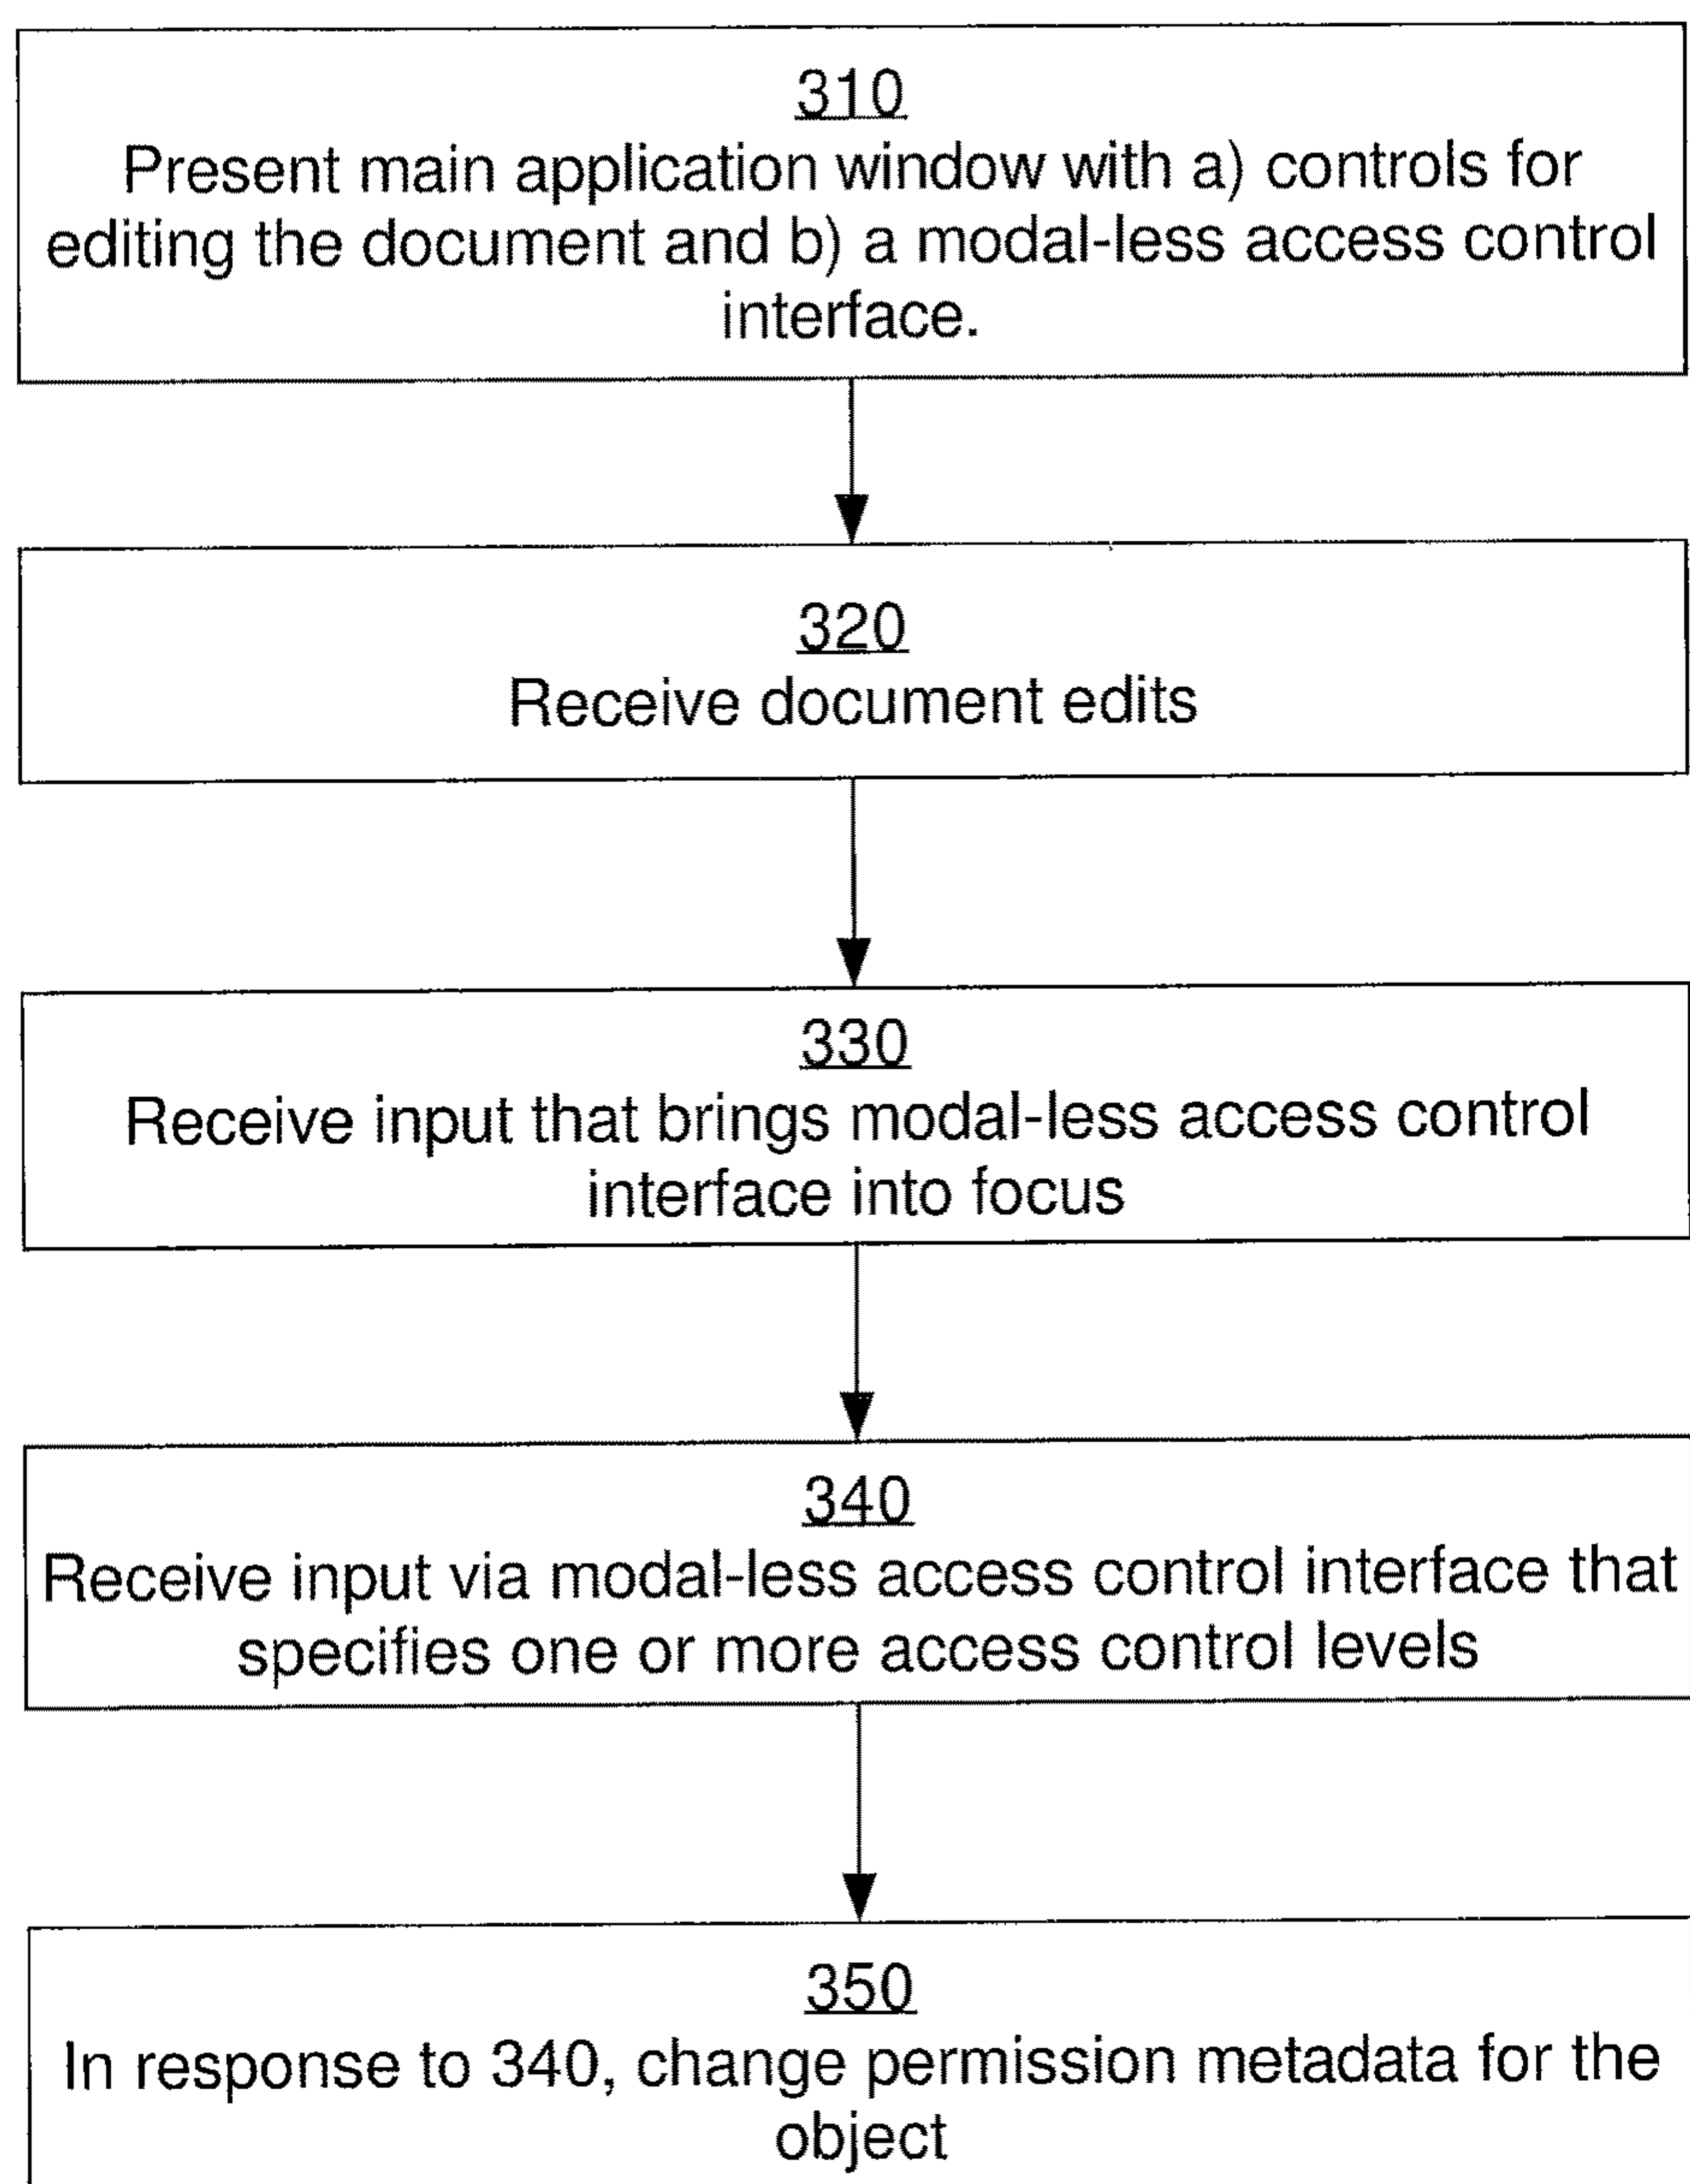 310
Present main application window with a) controls for
editing the document and b) a modal-less access control
interface.
320
Receive document edits
330
Receive input that brings modal-less access control
interface into focus
340
Receive input via modal-less access control interface that
specifies one or more access control levels
350
In response to 340, change permission metadata for the
object